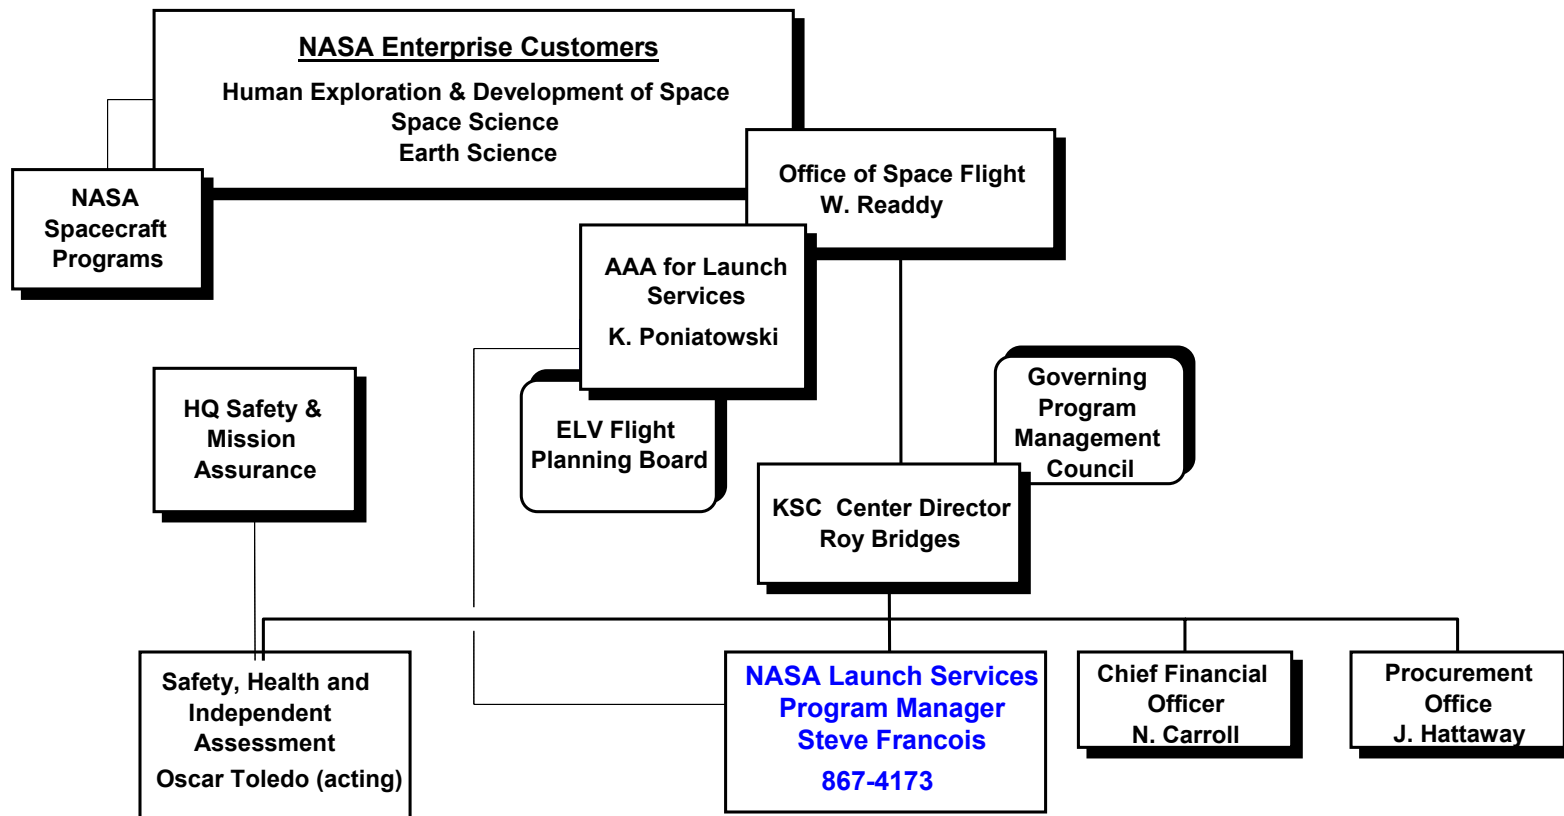 NASA Enterprise Customers
Human Exploration & Development of Space
Space Science
Earth Science
NASA
Spacecraft
Programs
Office of Space Flight
W. Readdy
AAA for Launch
Services
K. Poniatowski
HQ Safety &
Mission
Assurance
ELV Flight
Planning Board
Governing
Program
Management
Council
KSC Center Director
Roy Bridges
Safety, Health and
Independent
Assessment
Oscar Toledo (acting)
NASA Launch Services
Program Manager
Steve Francois
867-4173
Chief Financial
Officer
N. Carroll
Procurement
Office
J. Hattaway